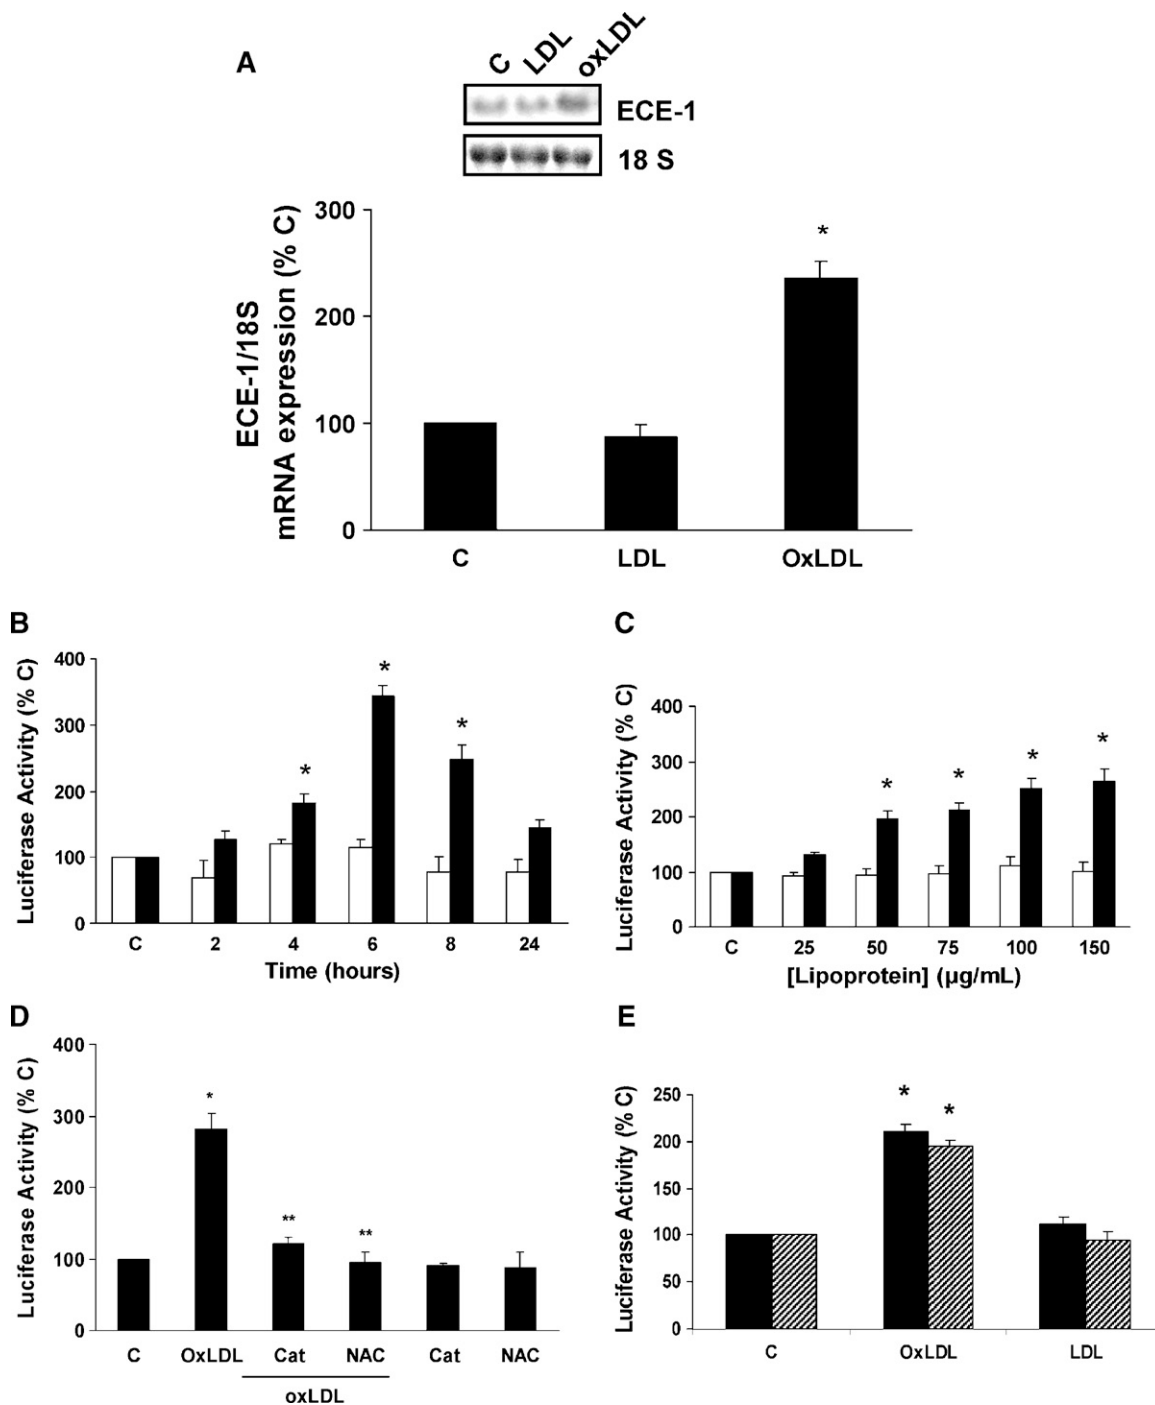 A
C LDL oxLDL
ECE-1
18 S
ECE-1/18S
mRNA expression (% C)
300
200
100
0
*
C LDL OxLDL
B
Luciferase Activity (% C)
400
300
200
100
0
* * *
C 2 4 6 8 24
Time (hours)
C
Luciferase Activity (% C)
400
300
200
100
0
* * * *
C 25 50 75 100 150
[Lipoprotein] (µg/mL)
D
Luciferase Activity (% C)
400
300
200
100
0
* ** **
C OxLDL Cat NAC Cat NAC
oxLDL
E
Luciferase Activity (% C)
250
200
150
100
50
0
* *
C OxLDL LDL